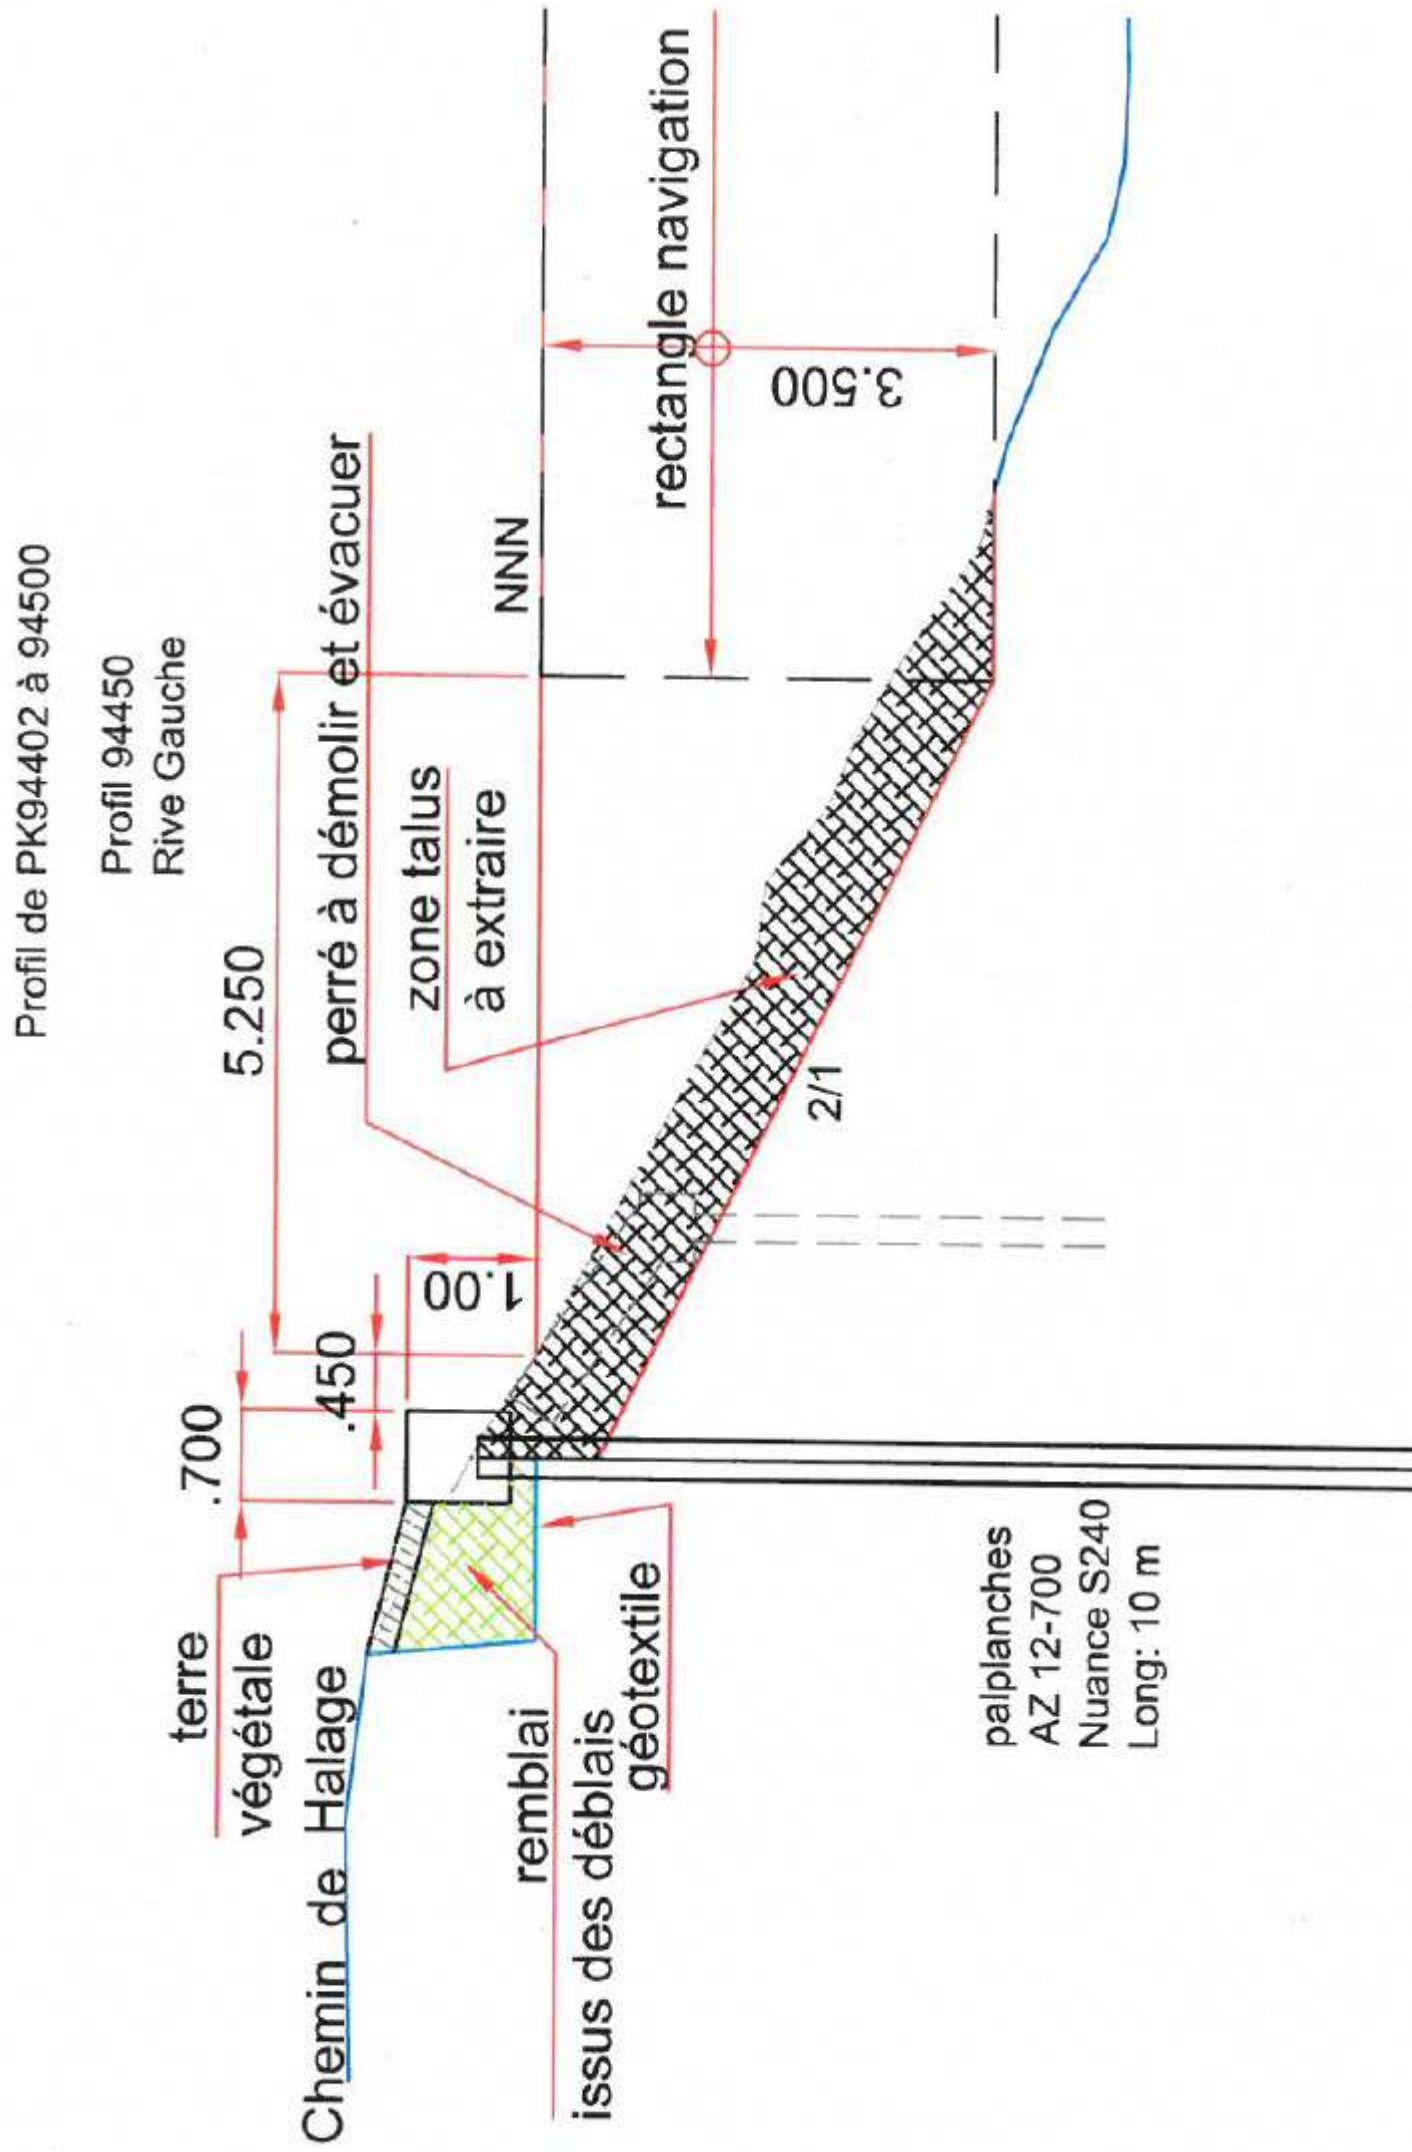 Profil de PK94402 à 94500
Profil 94450
Rive Gauche
5.250
.700
.450
1.00
perré à démolir et évacuer
zone talus
à extraire
NNN
rectangle navigation
3.500
2/1
terre
végétale
Chemin de Halage
remblai
issus des déblais
géotextile
palplanches
AZ 12-700
Nuance S240
Long: 10 m